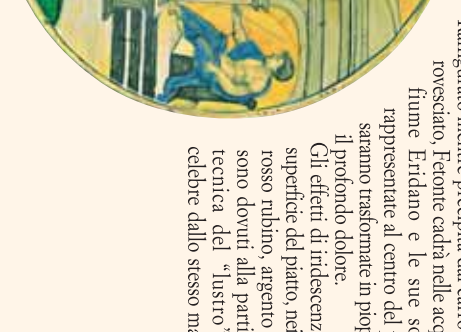 rovesciato, Fetonte cadrà nelle acq
fiume Eridano e le sue so
rappresentate al centro del
saranno trasformate in piop
il profondo dolore.
Gli effetti di iridescenz
superficie del piatto, nei
rosso rubino, argento
sono dovuti alla parti
tecnica del “lustro”
celebre dallo stesso ma